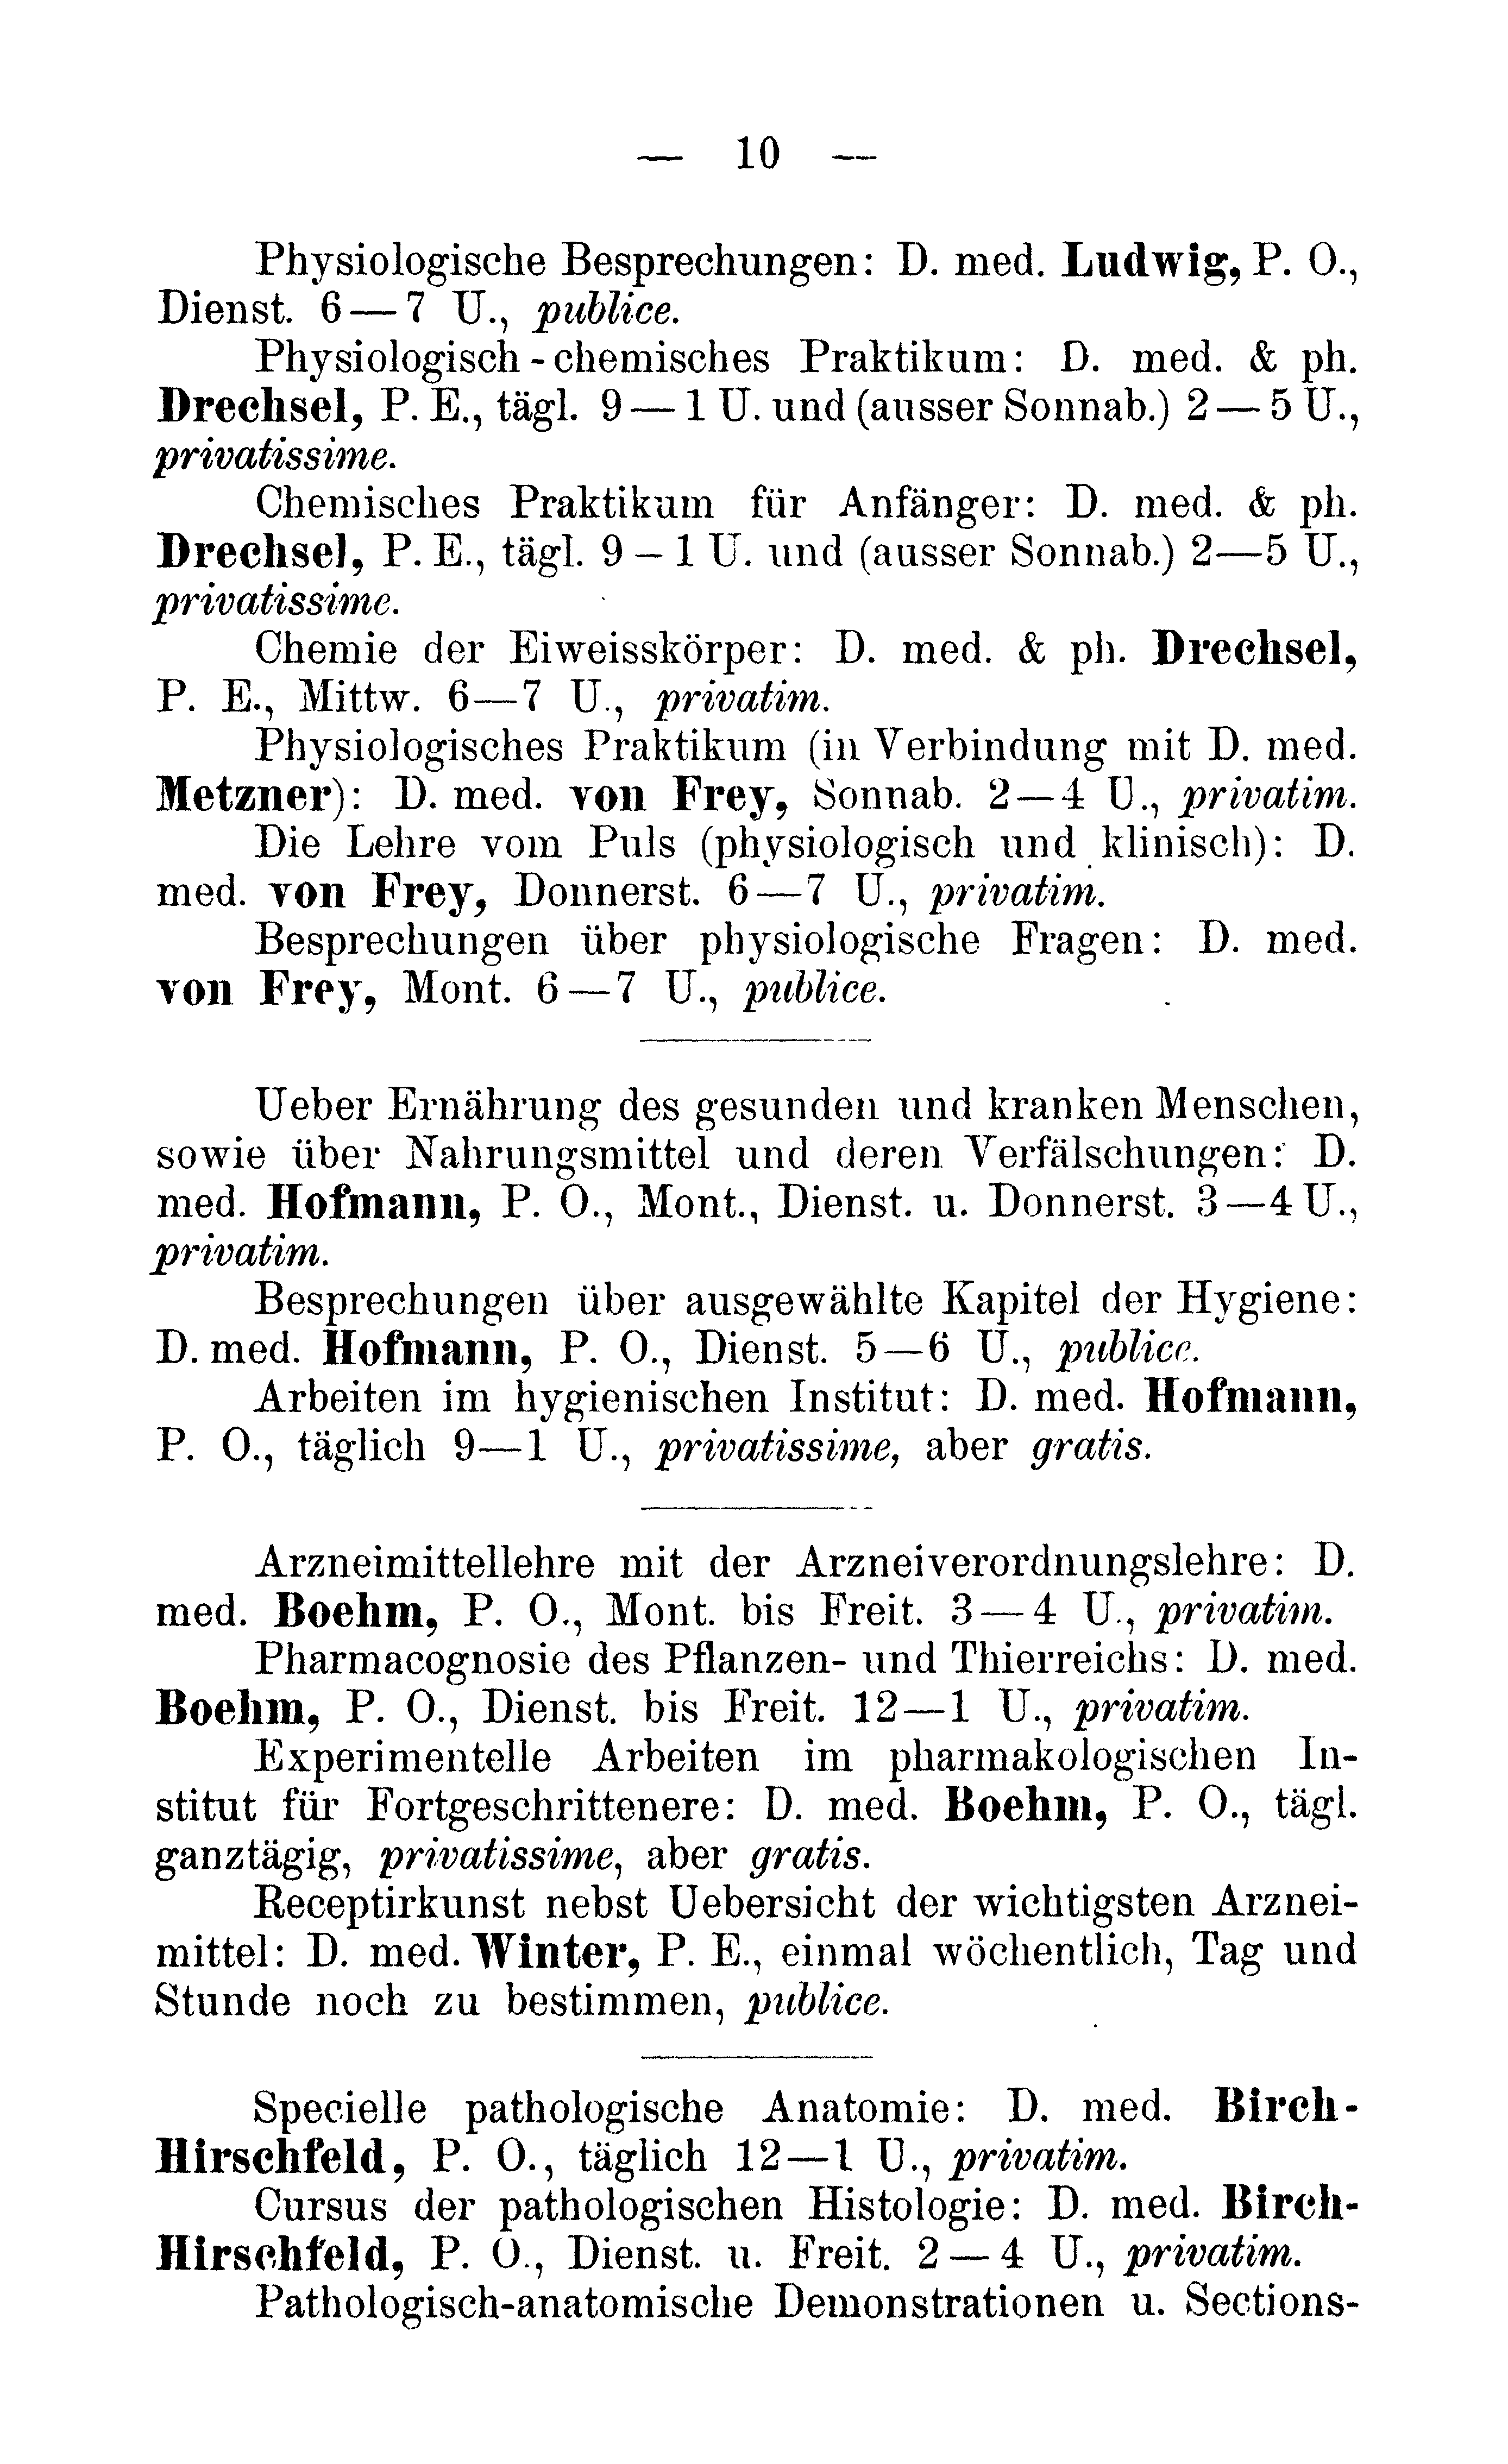 — 10 —
Physiologische Besprechungen: D. med. Ludwig, P. O.,
Dienst. 6—7 U., publice.
Physiologisch-chemisches Praktikum: D. med. & ph.
Drechsel, P. E., tägl. 9—1 U. und (ausser Sonnab.) 2—5 U.,
privatissime.
Chemisches Praktikum für Anfänger: D. med. & ph.
Drechsel, P. E., tägl. 9–1 U. und (ausser Sonnab.) 2—5 U.,
privatissime.
Chemie der Eiweisskörper: D. med. & ph. Drechsel,
P. E., Mittw. 6—7 U., privatim.
Physiologisches Praktikum (in Verbindung mit D. med.
Metzner): D. med. von Frey, Sonnab. 2—4 U., privatim.
Die Lehre vom Puls (physiologisch und klinisch): D.
med. von Frey, Donnerst. 6—7 U., privatim.
Besprechungen über physiologische Fragen: D. med.
von Frey, Mont. 6—7 U., publice.
Ueber Ernährung des gesunden und kranken Menschen,
sowie über Nahrungsmittel und deren Verfälschungen: D.
med. Hofmann, P. O., Mont., Dienst. u. Donnerst. 3—4 U.,
privatim.
Besprechungen über ausgewählte Kapitel der Hygiene:
D. med. Hofmann, P. O., Dienst. 5—6 U., publice.
Arbeiten im hygienischen Institut: D. med. Hofmann,
P. O., täglich 9—1 U., privatissime, aber gratis.
Arzneimittellehre mit der Arzneiverordnungslehre: D.
med. Boehm, P. O., Mont. bis Freit. 3—4 U., privatim.
Pharmacognosie des Pflanzen- und Thierreichs: D. med.
Boehm, P. O., Dienst. bis Freit. 12—1 U., privatim.
Experimentelle Arbeiten im pharmakologischen In-
stitut für Fortgeschrittenere: D. med. Boehm, P. O., tägl.
ganztägig, privatissime, aber gratis.
Receptirkunst nebst Uebersicht der wichtigsten Arznei-
mittel: D. med. Winter, P. E., einmal wöchentlich, Tag und
Stunde noch zu bestimmen, publice.
Specielle pathologische Anatomie: D. med. Birch-
Hirschfeld, P. O., täglich 12—1 U., privatim.
Cursus der pathologischen Histologie: D. med. Birch-
Hirschfeld, P. O., Dienst. u. Freit. 2—4 U., privatim.
Pathologisch-anatomische Demonstrationen u. Sections-